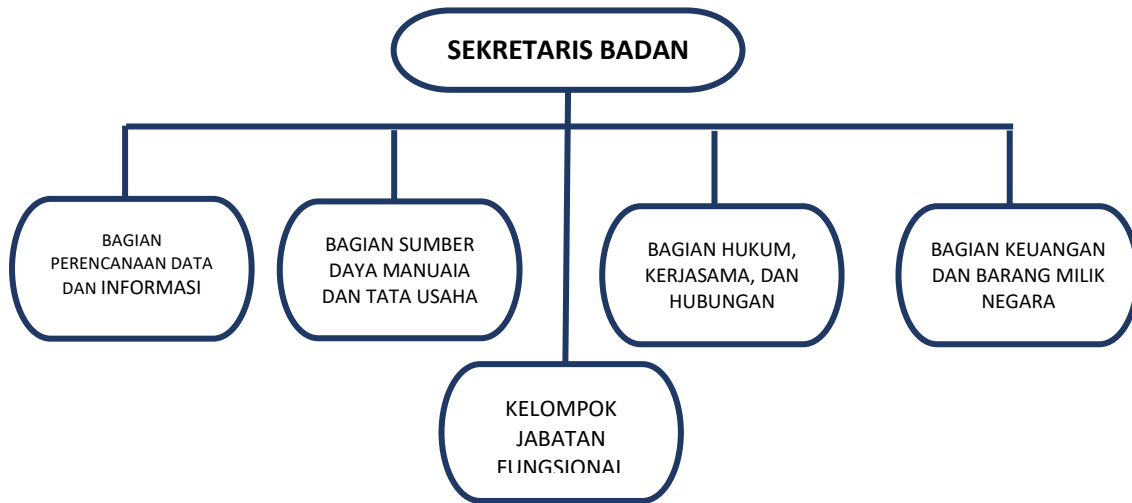 SEKRETARIS BADAN
BAGIAN
PERENCANAAN DATA
DAN INFORMASI
BAGIAN SUMBER
DAYA MANUAIA
DAN TATA USAHA
BAGIAN HUKUM,
KERJASAMA, DAN
HUBUNGAN
BAGIAN KEUANGAN
DAN BARANG MILIK
NEGARA
KELOMPOK
JABATAN
FUNGSIONAL